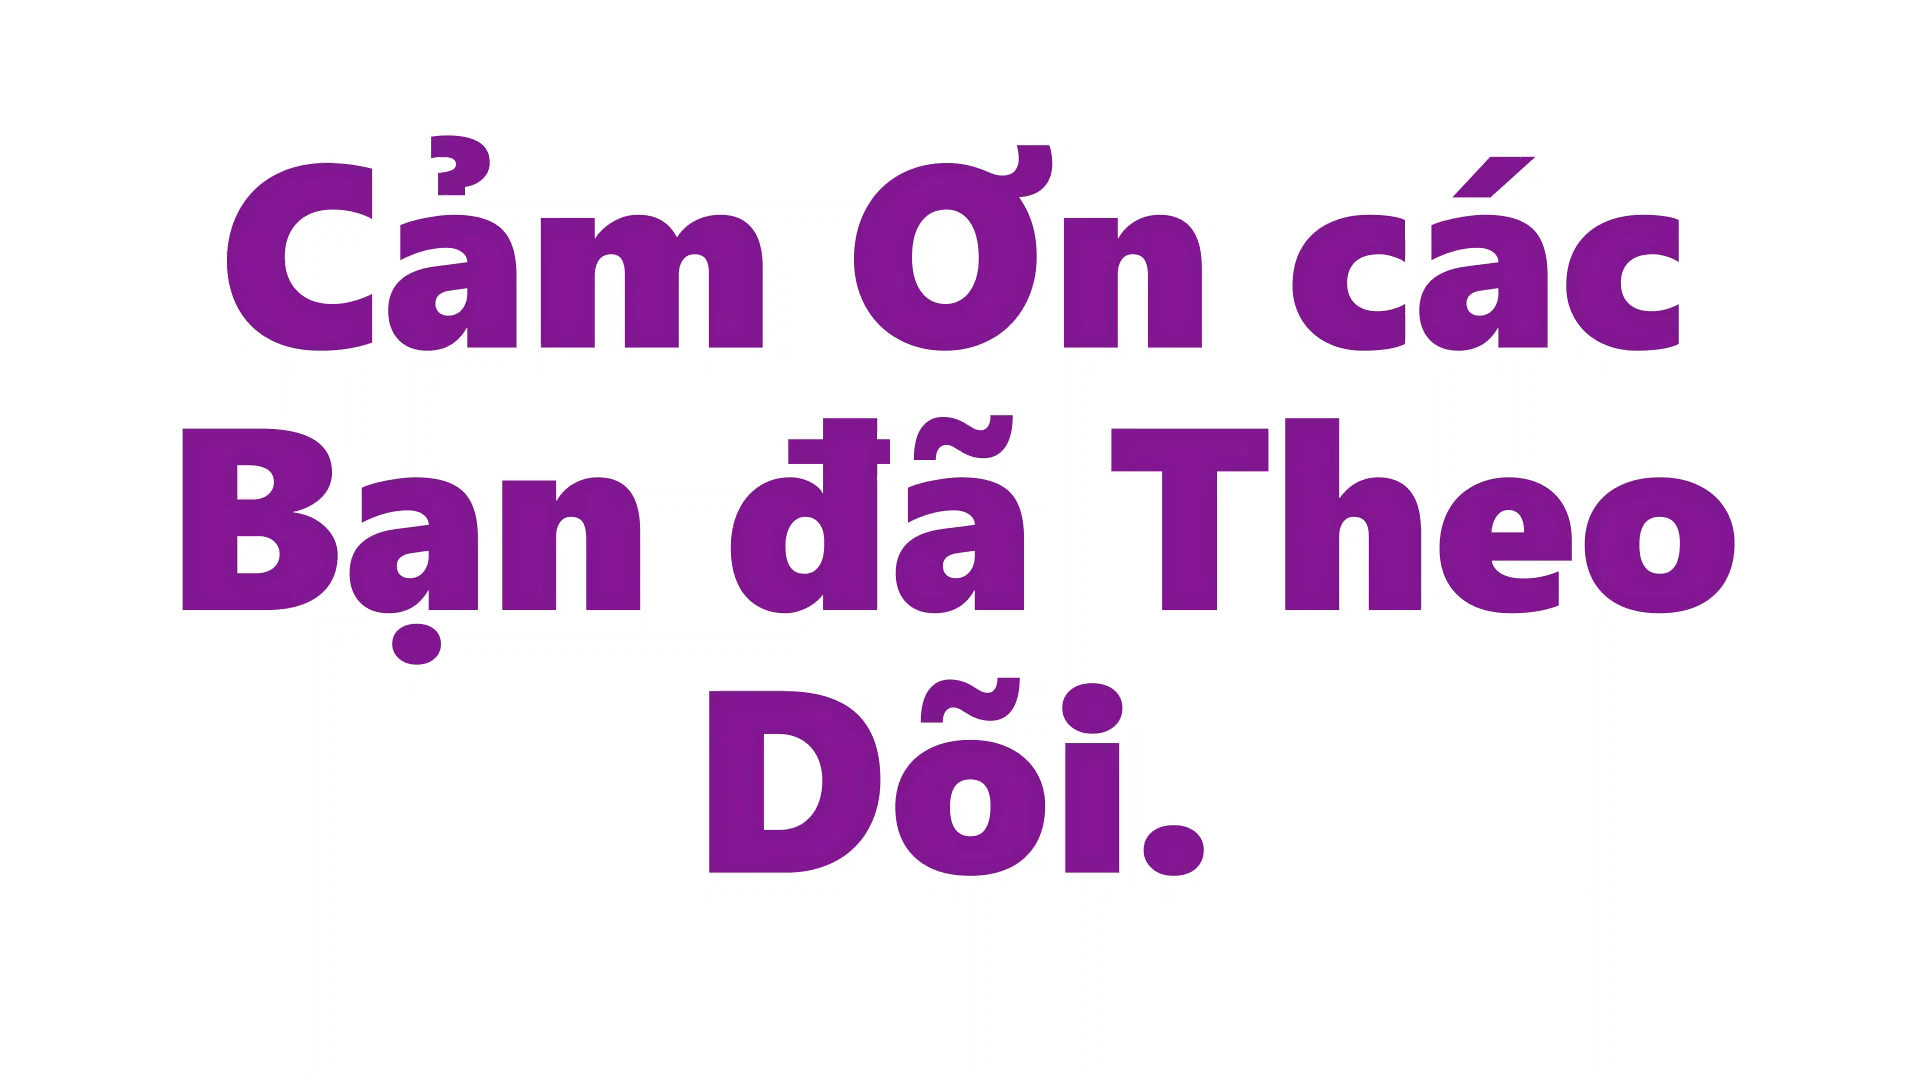 Cảm Ơn các
Bạn đã Theo
Dõi.